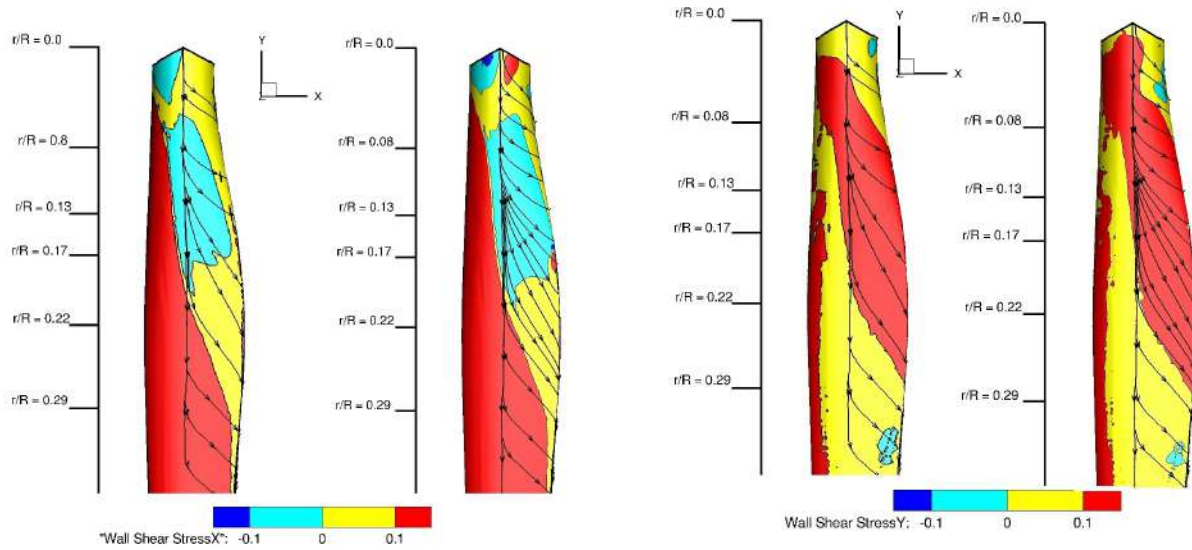 r/R = 0.0
r/R = 0.8
r/R = 0.13
r/R = 0.17
r/R = 0.22
r/R = 0.29
Y
X
r/R = 0.0
r/R = 0.08
r/R = 0.13
r/R = 0.17
r/R = 0.22
r/R = 0.29
"Wall Shear StressX": -0.1 0 0.1
r/R = 0.0
r/R = 0.08
r/R = 0.13
r/R = 0.17
r/R = 0.22
r/R = 0.29
Y
X
r/R = 0.0
r/R = 0.08
r/R = 0.13
r/R = 0.17
r/R = 0.22
r/R = 0.29
Wall Shear StressY: -0.1 0 0.1